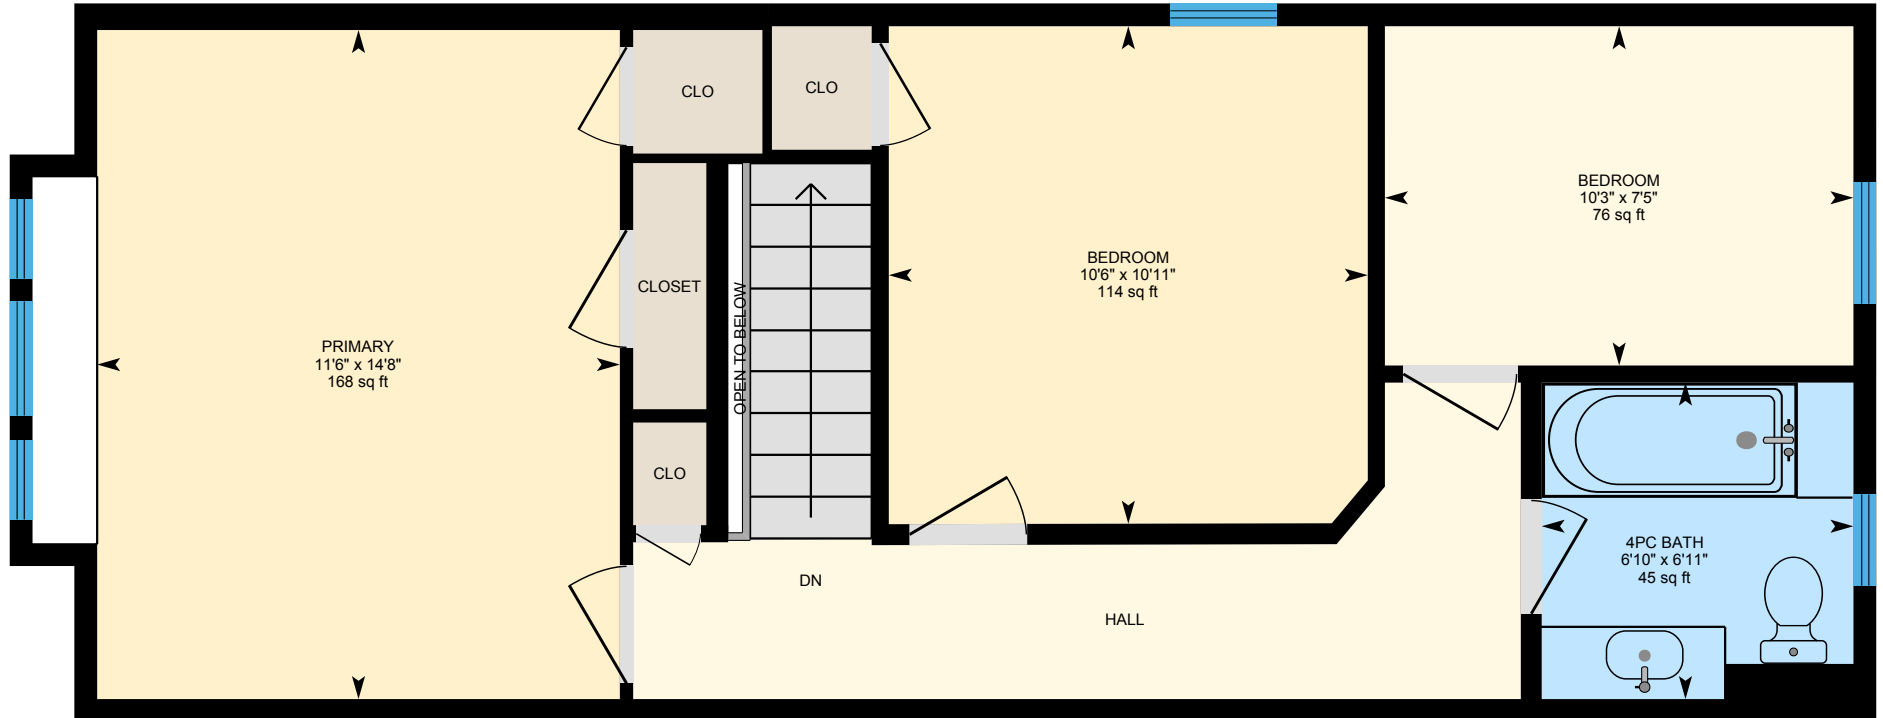 CLO
CLO
BEDROOM
10'3" x 7'5"
76 sq ft
BEDROOM
10'6" x 10'11"
114 sq ft
CLOSET
OPEN TO BELOW
PRIMARY
11'6" x 14'8"
168 sq ft
CLO
4PC BATH
6'10" x 6'11"
45 sq ft
DN
HALL